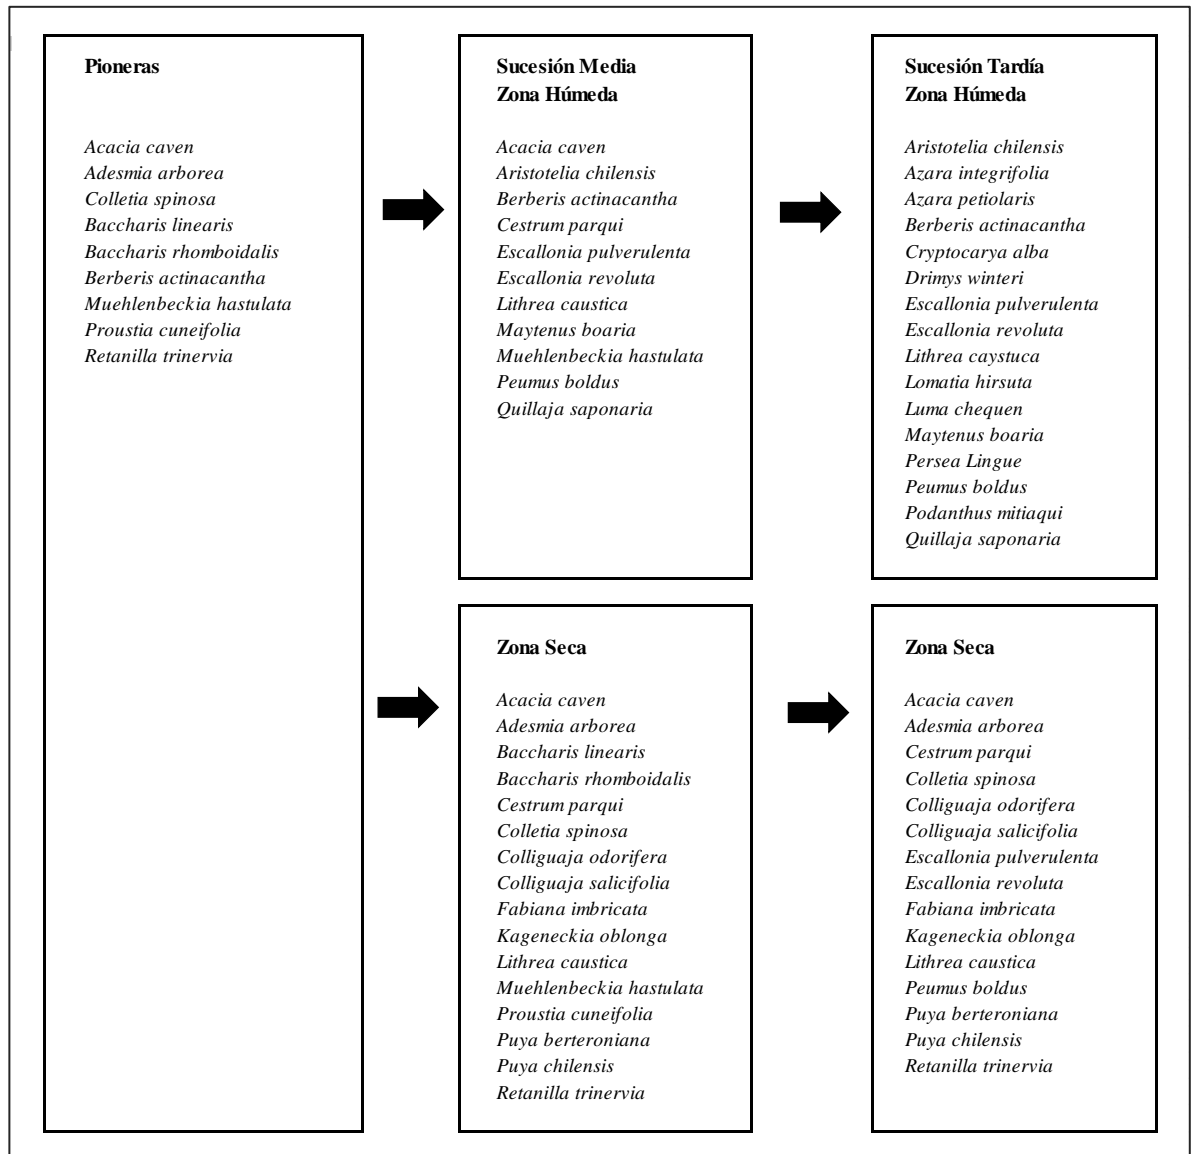 Pioneras
Acacia caven
Adesmia arborea
Colletia spinosa
Baccharis linearis
Baccharis rhomboidalis
Berberis actinacantha
Muehlenbeckia hastulata
Proustia cuneifolia
Retanilla trinervia
Sucesión Media
Zona Húmeda
Acacia caven
Aristotelia chilensis
Berberis actinacantha
Cestrum parqui
Escallonia pulverulenta
Escallonia revoluta
Lithrea caustica
Maytenus boaria
Muehlenbeckia hastulata
Peumus boldus
Quillaja saponaria
Sucesión Tardía
Zona Húmeda
Aristotelia chilensis
Azara integrifolia
Azara petiolaris
Berberis actinacantha
Cryptocarya alba
Drimys winteri
Escallonia pulverulenta
Escallonia revoluta
Lithrea caystuca
Lomatia hirsuta
Luma chequen
Maytenus boaria
Persea Lingue
Peumus boldus
Podanthus mitiaqui
Quillaja saponaria
Zona Seca
Acacia caven
Adesmia arborea
Baccharis linearis
Baccharis rhomboidalis
Cestrum parqui
Colletia spinosa
Colliguaja odorifera
Colliguaja salicifolia
Fabiana imbricata
Kageneckia oblonga
Lithrea caustica
Muehlenbeckia hastulata
Proustia cuneifolia
Puya berteroniana
Puya chilensis
Retanilla trinervia
Zona Seca
Acacia caven
Adesmia arborea
Cestrum parqui
Colletia spinosa
Colliguaja odorifera
Colliguaja salicifolia
Escallonia pulverulenta
Escallonia revoluta
Fabiana imbricata
Kageneckia oblonga
Lithrea caustica
Peumus boldus
Puya berteroniana
Puya chilensis
Retanilla trinervia